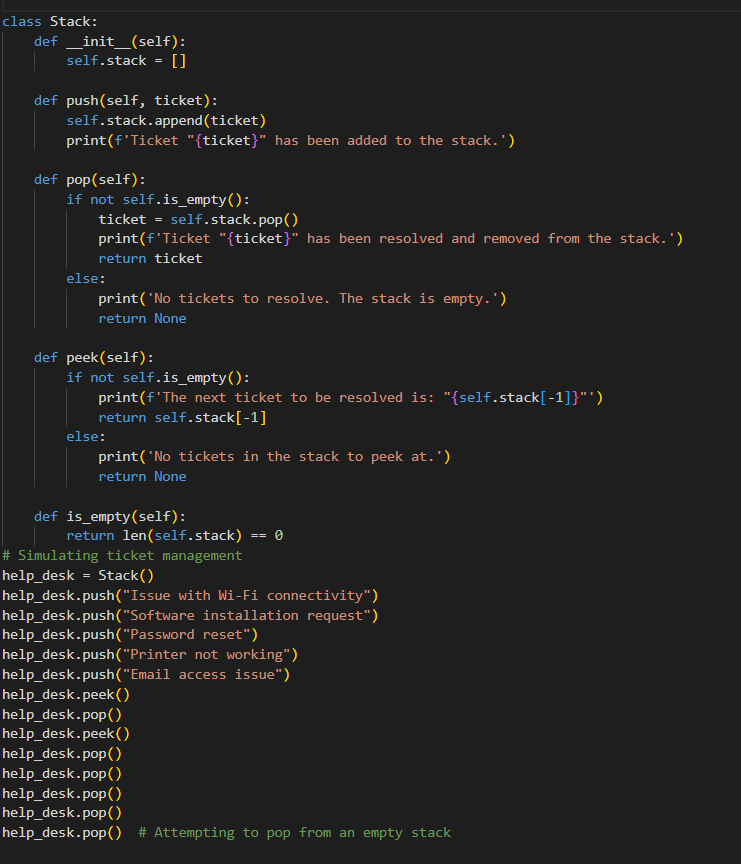 class Stack:
    def __init__(self):
        self.stack = []
    def push(self, ticket):
        self.stack.append(ticket)
        print(f'Ticket "{ticket}" has been added to the stack.')
    def pop(self):
        if not self.is_empty():
            ticket = self.stack.pop()
            print(f'Ticket "{ticket}" has been resolved and removed from the stack.')
            return ticket
        else:
            print('No tickets to resolve. The stack is empty.')
            return None
    def peek(self):
        if not self.is_empty():
            print(f'The next ticket to be resolved is: "{self.stack[-1]}"')
            return self.stack[-1]
        else:
            print('No tickets in the stack to peek at.')
            return None
    def is_empty(self):
        return len(self.stack) == 0
# Simulating ticket management
help_desk = Stack()
help_desk.push("Issue with Wi-Fi connectivity")
help_desk.push("Software installation request")
help_desk.push("Password reset")
help_desk.push("Printer not working")
help_desk.push("Email access issue")
help_desk.peek()
help_desk.pop()
help_desk.peek()
help_desk.pop()
help_desk.pop()
help_desk.pop()
help_desk.pop()
help_desk.pop()  # Attempting to pop from an empty stack